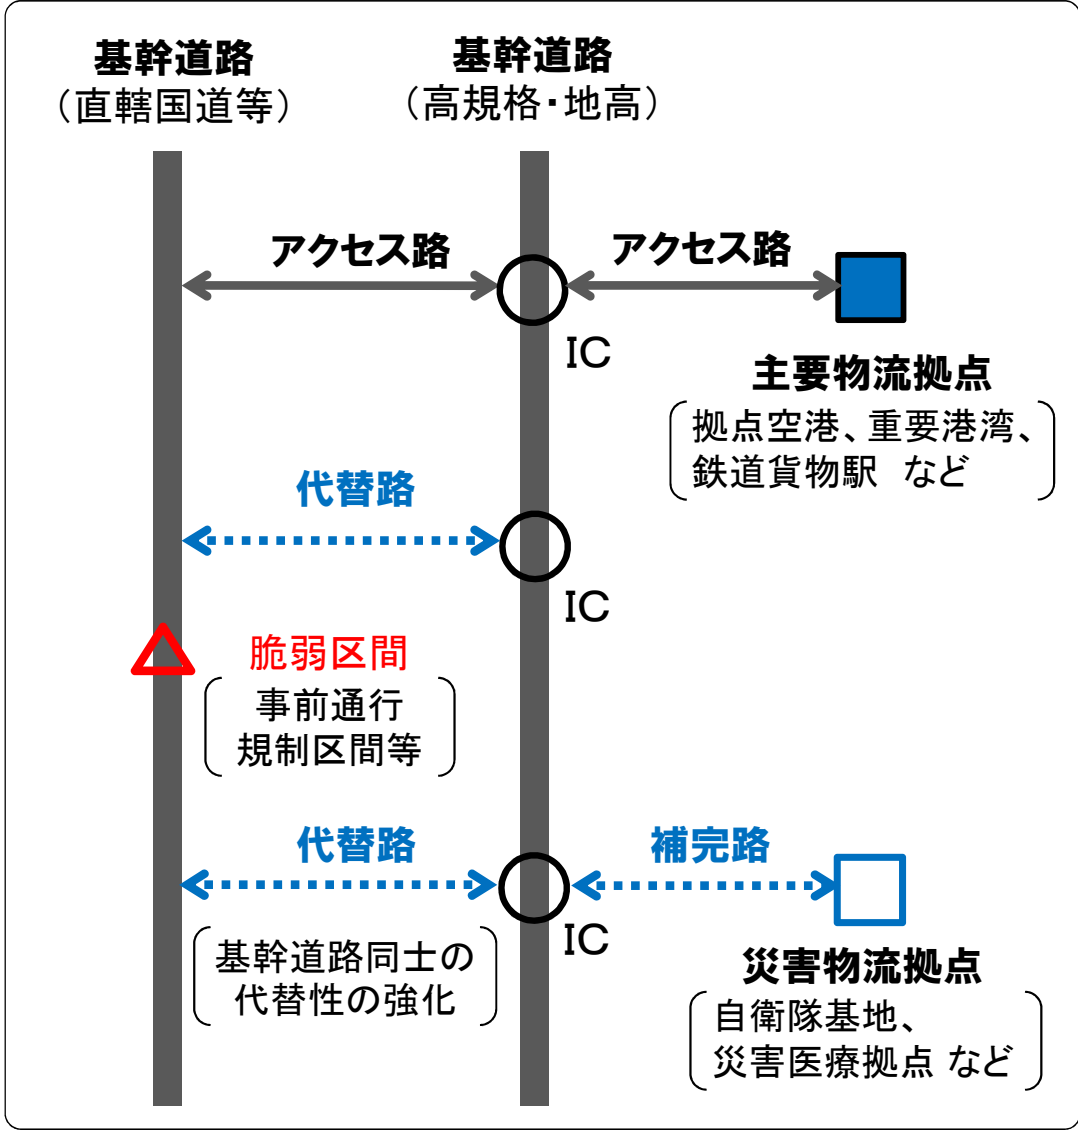 基幹道路
（直轄国道等）
基幹道路
（高規格・地高）
アクセス路
アクセス路
IC
主要物流拠点
拠点空港、重要港湾、
鉄道貨物駅 など
代替路
IC
脆弱区間
事前通行
規制区間等
代替路
補完路
IC
基幹道路同士の
代替性の強化
災害物流拠点
自衛隊基地、
災害医療拠点 など